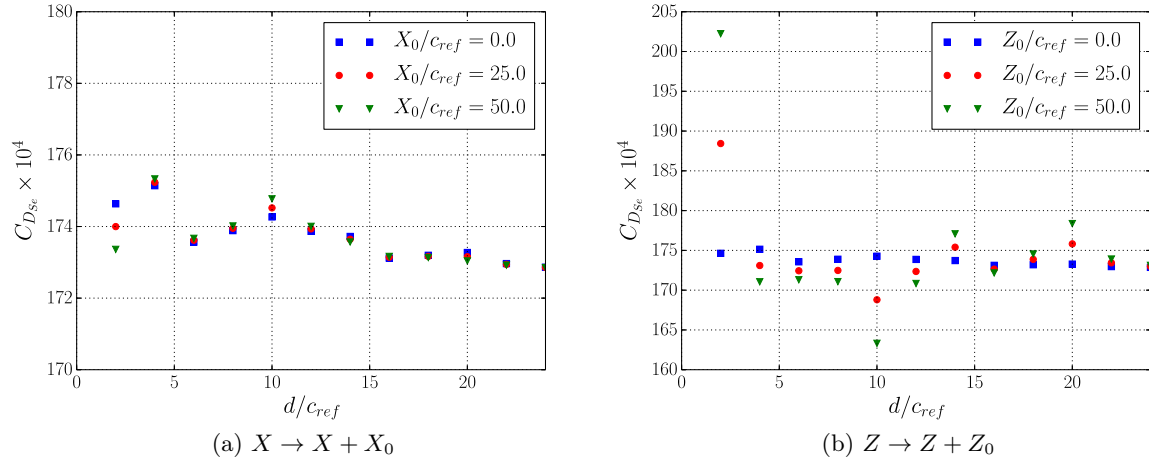 180
178
176
174
172
170
0
5
10
15
20
C_{D_{Se}} × 10^4
d/c_{ref}
X_0/c_{ref} = 0.0
X_0/c_{ref} = 25.0
X_0/c_{ref} = 50.0
(a) X → X + X_0
205
200
195
190
185
180
175
170
165
160
0
5
10
15
20
C_{D_{Se}} × 10^4
d/c_{ref}
Z_0/c_{ref} = 0.0
Z_0/c_{ref} = 25.0
Z_0/c_{ref} = 50.0
(b) Z → Z + Z_0